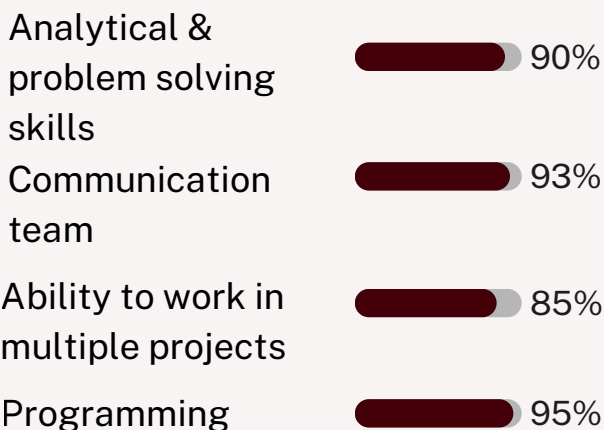 Analytical &
problem solving
skills
90%
Communication
team
93%
Ability to work in
multiple projects
85%
Programming
95%